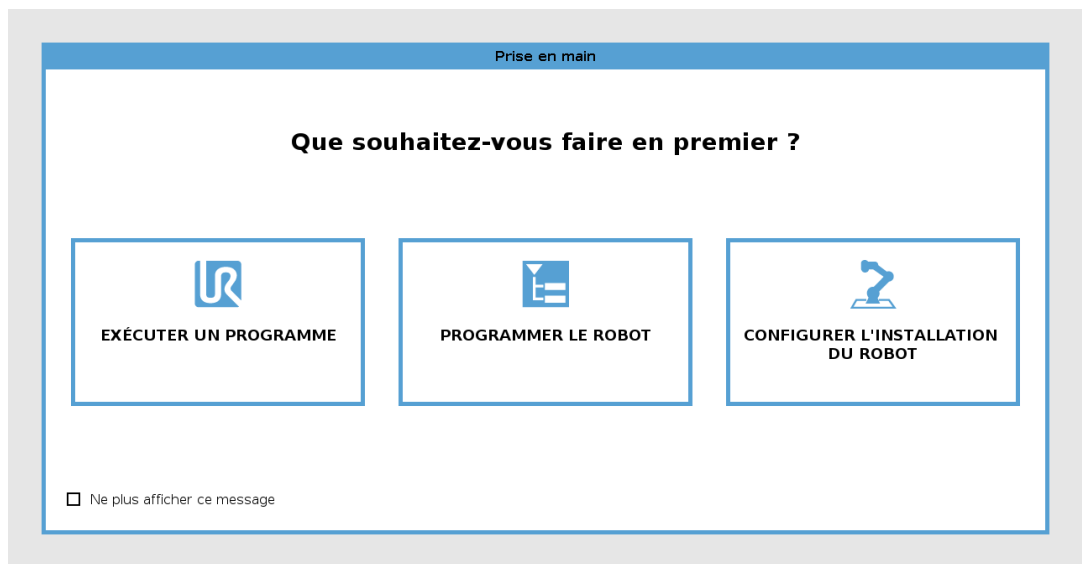 Prise en main
Que souhaitez-vous faire en premier ?
UR
EXÉCUTER UN PROGRAMME
PROGRAMMER LE ROBOT
CONFIGURER L'INSTALLATION
DU ROBOT
Ne plus afficher ce message